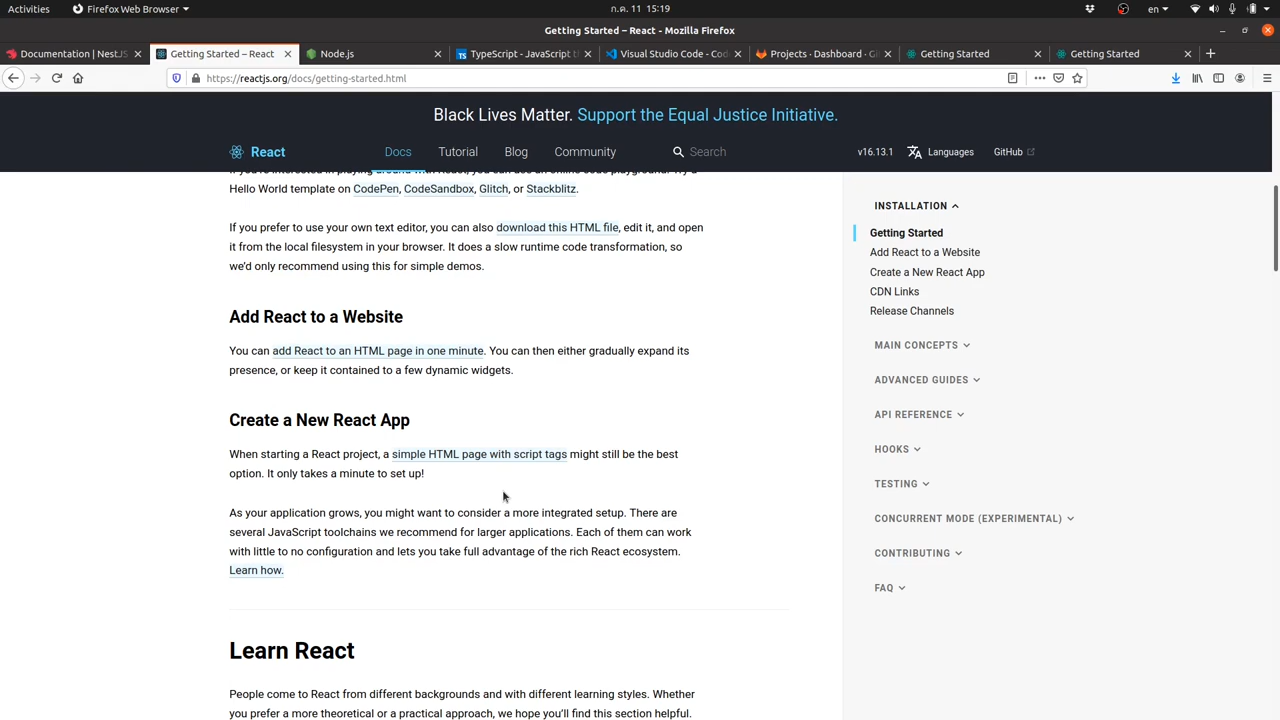 Activities
Firefox Web Browser
ก.ค. 11 15:19
en
Getting Started – React - Mozilla Firefox
Documentation | NestJS
Getting Started – React
Node.js
TypeScript - JavaScript th
Visual Studio Code - Cod
Projects · Dashboard · Git
Getting Started
Getting Started
https://reactjs.org/docs/getting-started.html
Black Lives Matter. Support the Equal Justice Initiative.
React
Docs
Tutorial
Blog
Community
Search
v16.13.1
Languages
GitHub
If you're interested in playing around with React, you can use an online code playground. Try a
Hello World template on CodePen, CodeSandbox, Glitch, or Stackblitz.
If you prefer to use your own text editor, you can also download this HTML file, edit it, and open
it from the local filesystem in your browser. It does a slow runtime code transformation, so
we'd only recommend using this for simple demos.
Add React to a Website
You can add React to an HTML page in one minute. You can then either gradually expand its
presence, or keep it contained to a few dynamic widgets.
Create a New React App
When starting a React project, a simple HTML page with script tags might still be the best
option. It only takes a minute to set up!
As your application grows, you might want to consider a more integrated setup. There are
several JavaScript toolchains we recommend for larger applications. Each of them can work
with little to no configuration and lets you take full advantage of the rich React ecosystem.
Learn how.
Learn React
People come to React from different backgrounds and with different learning styles. Whether
you prefer a more theoretical or a practical approach, we hope you'll find this section helpful.
INSTALLATION
Getting Started
Add React to a Website
Create a New React App
CDN Links
Release Channels
MAIN CONCEPTS
ADVANCED GUIDES
API REFERENCE
HOOKS
TESTING
CONCURRENT MODE (EXPERIMENTAL)
CONTRIBUTING
FAQ